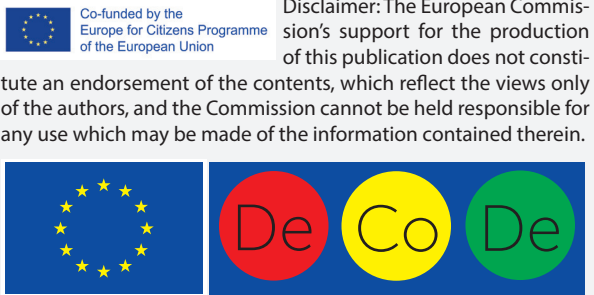 Co-funded by the
Europe for Citizens Programme
of the European Union
Disclaimer: The European Commis-
sion's support for the production
of this publication does not consti-
tute an endorsement of the contents, which reflect the views only
of the authors, and the Commission cannot be held responsible for
any use which may be made of the information contained therein.
De Co De